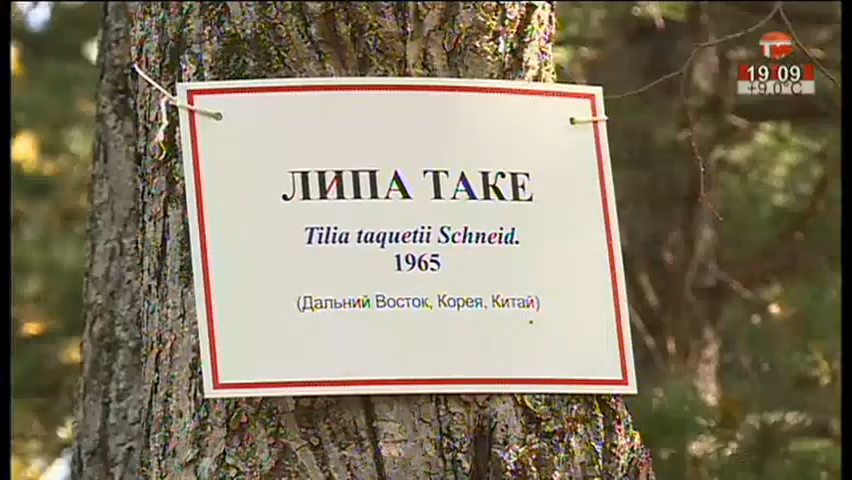 ЛИПА ТАКЕ
Tilia taquetii Schneid.
1965
(Дальний Восток, Корея, Китай)
19 09
+9.0°C